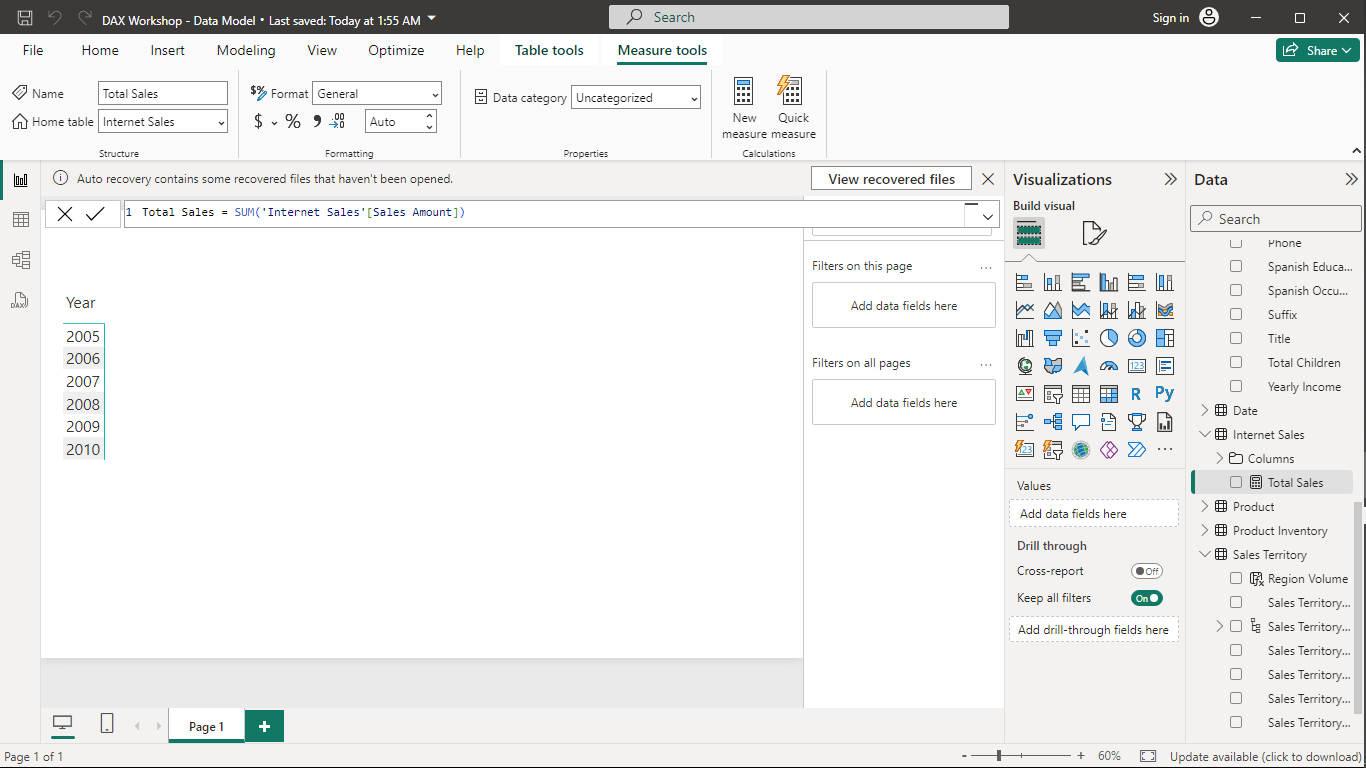 DAX Workshop - Data Model • Last saved: Today at 1:55 AM
Search
Sign in
File
Home
Insert
Modeling
View
Optimize
Help
Table tools
Measure tools
Share
Name
Total Sales
Home table
Internet Sales
Structure
$% Format
General
$
%
Auto
Formatting
Data category
Uncategorized
Properties
New measure
Quick measure
Calculations
Auto recovery contains some recovered files that haven't been opened.
View recovered files
1 Total Sales = SUM('Internet Sales'[Sales Amount])
Year
2005
2006
2007
2008
2009
2010
Filters on this page
...
Add data fields here
Filters on all pages
...
Add data fields here
Visualizations
Build visual
123
R
Py
123
...
Values
Add data fields here
Drill through
Cross-report
Off
Keep all filters
On
Add drill-through fields here
Data
Search
Phone
Spanish Educa...
Spanish Occu...
Suffix
Title
Total Children
Yearly Income
Date
Internet Sales
Columns
Total Sales
Product
Product Inventory
Sales Territory
Region Volume
Sales Territory...
Sales Territory...
Sales Territory...
Sales Territory...
Sales Territory...
Sales Territory...
DAX
Page 1
+
Page 1 of 1
-
+
60%
Update available (click to download)